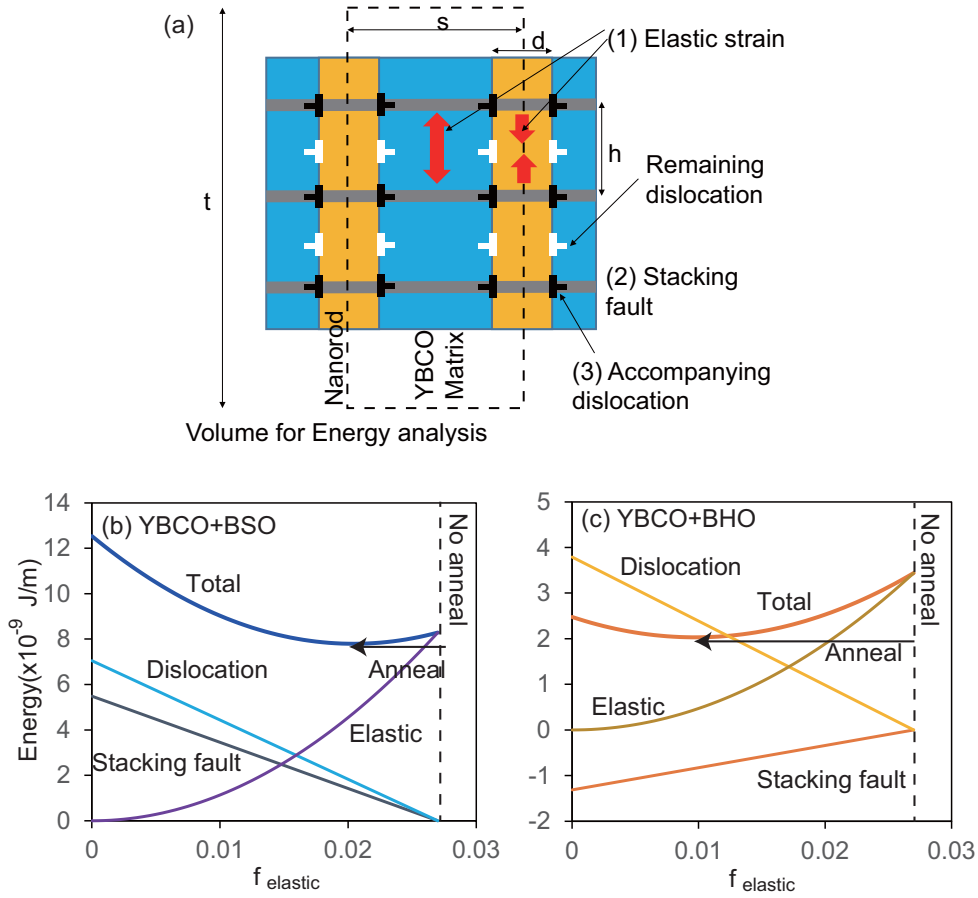 (a)
s
d
(1) Elastic strain
h
t
Remaining
dislocation
(2) Stacking
fault
Nanorod
YBCO
Matrix
(3) Accompanying
dislocation
Volume for Energy analysis
(b) YBCO+BSO
Energy(x10⁻⁹ J/m)
14
12
10
8
6
4
2
0
Total
Dislocation
Stacking fault
Elastic
Anneal
No anneal
0
0.01
0.02
0.03
f elastic
(c) YBCO+BHO
5
4
3
2
1
0
-1
-2
Dislocation
Total
Elastic
Anneal
Stacking fault
No anneal
0
0.01
0.02
0.03
f elastic